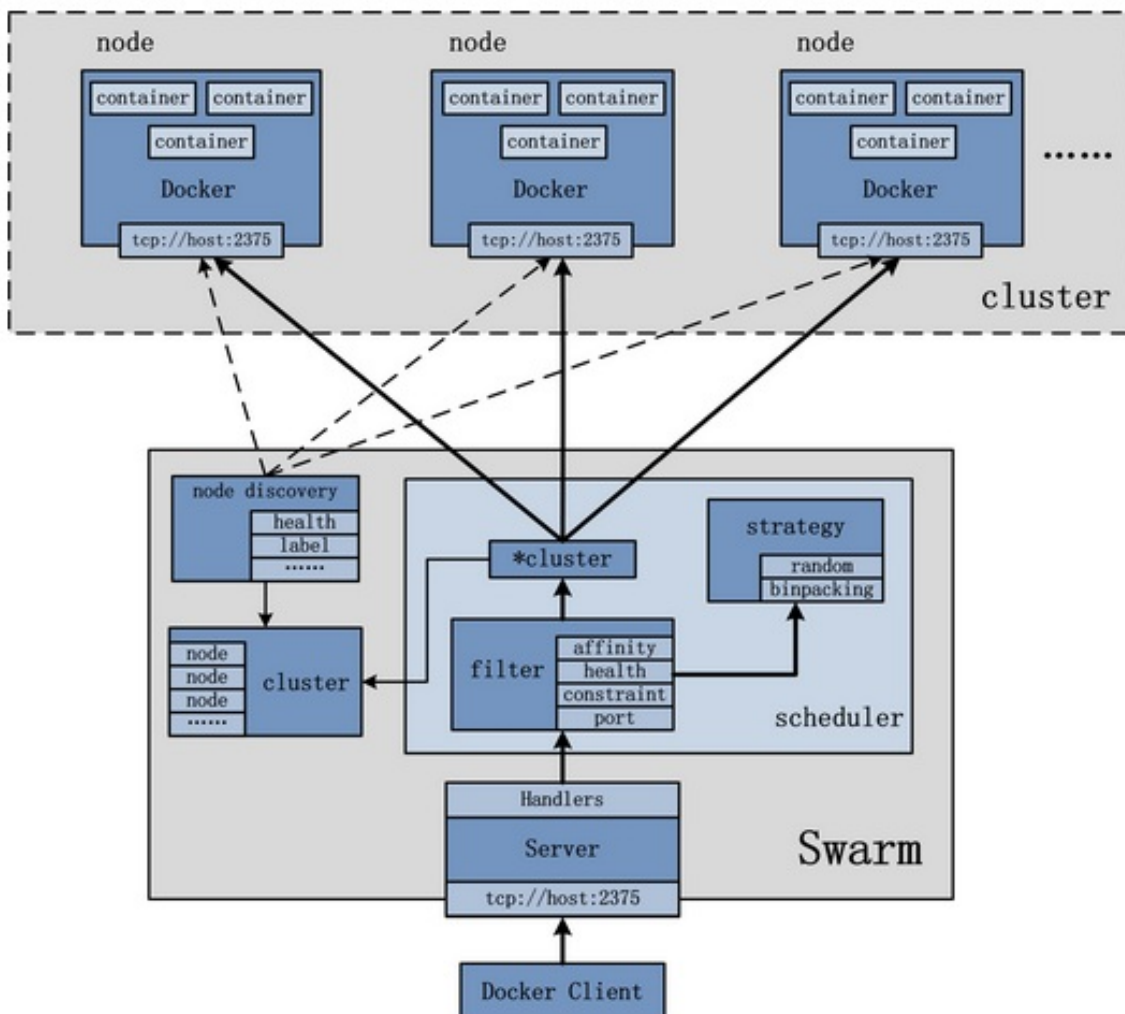 node
node
node
container
container
container
container
container
container
container
container
container
Docker
Docker
Docker
......
tcp://host:2375
tcp://host:2375
tcp://host:2375
cluster
node discovery
health
label
......
strategy
random
binpacking
*cluster
node
node
node
......
cluster
filter
affinity
health
constraint
port
scheduler
Handlers
Server
tcp://host:2375
Swarm
Docker Client